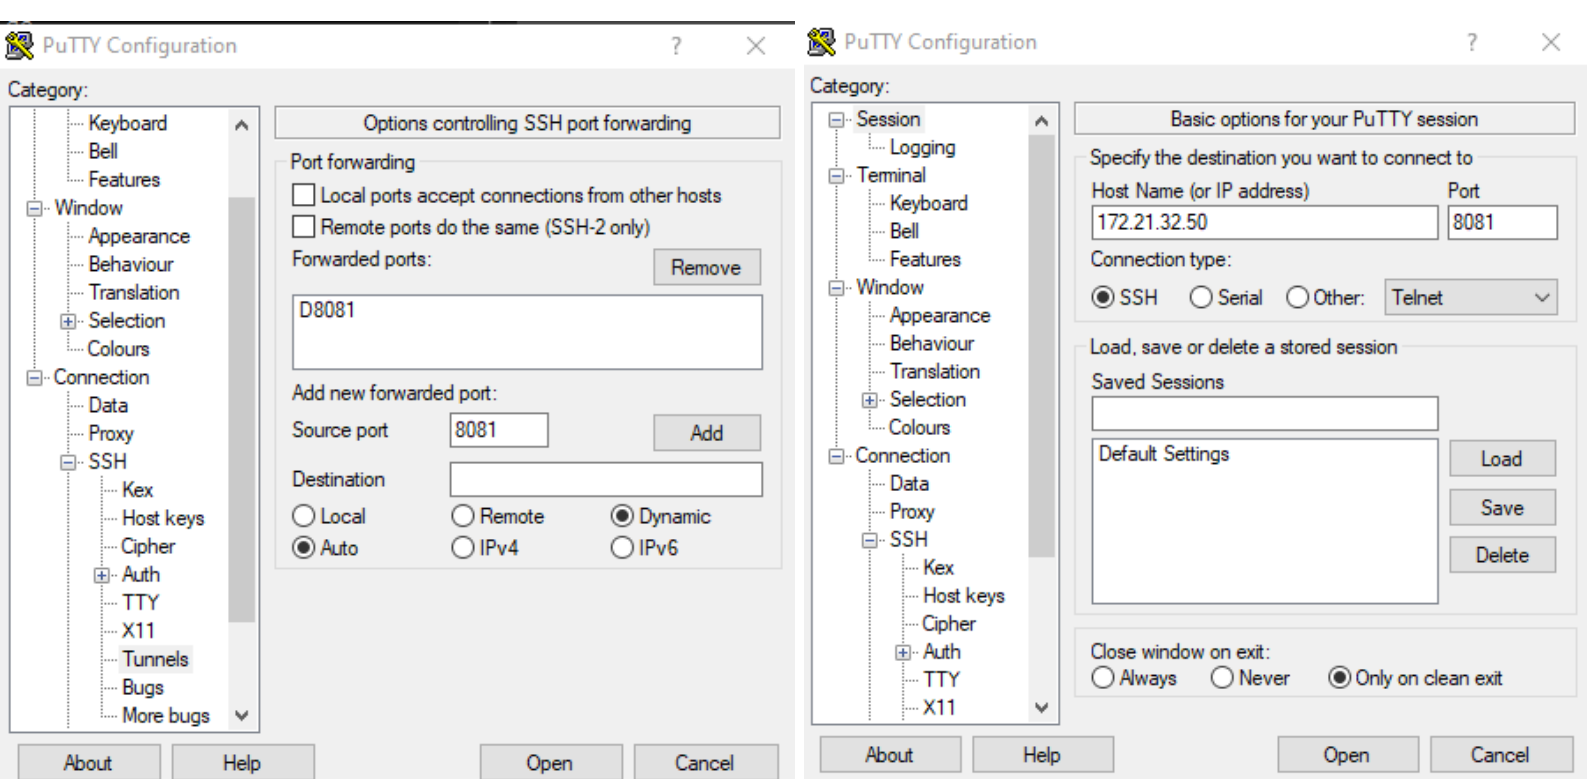 PuTTY Configuration
?
Category:
Keyboard
Bell
Features
Window
Appearance
Behaviour
Translation
Selection
Colours
Connection
Data
Proxy
SSH
Kex
Host keys
Cipher
Auth
TTY
X11
Tunnels
Bugs
More bugs
Options controlling SSH port forwarding
Port forwarding
Local ports accept connections from other hosts
Remote ports do the same (SSH-2 only)
Forwarded ports:
Remove
D8081
Add new forwarded port:
Source port 8081 Add
Destination
Local Remote Dynamic
Auto IPv4 IPv6
About Help Open Cancel
PuTTY Configuration
?
Category:
Session
Logging
Terminal
Keyboard
Bell
Features
Window
Appearance
Behaviour
Translation
Selection
Colours
Connection
Data
Proxy
SSH
Kex
Host keys
Cipher
Auth
TTY
X11
Basic options for your PuTTY session
Specify the destination you want to connect to
Host Name (or IP address) Port
172.21.32.50 8081
Connection type:
SSH Serial Other: Telnet
Load, save or delete a stored session
Saved Sessions
Default Settings
Load
Save
Delete
Close window on exit:
Always Never Only on clean exit
About Help Open Cancel